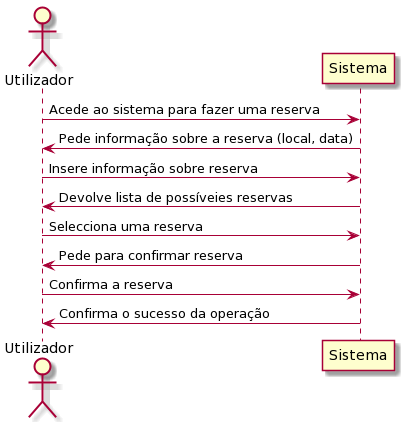 Utilizador
Sistema
Acede ao sistema para fazer uma reserva
Pede informação sobre a reserva (local, data)
Insere informação sobre reserva
Devolve lista de possíveies reservas
Selecciona uma reserva
Pede para confirmar reserva
Confirma a reserva
Confirma o sucesso da operação
Utilizador
Sistema